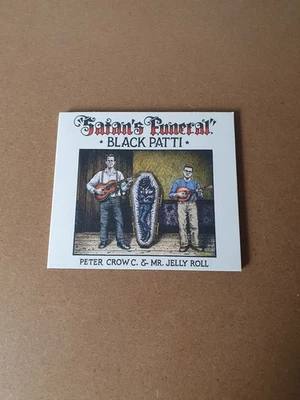 "Satan's Funeral"
* BLACK PATTI *
PETER CROW C. & MR. JELLY ROLL